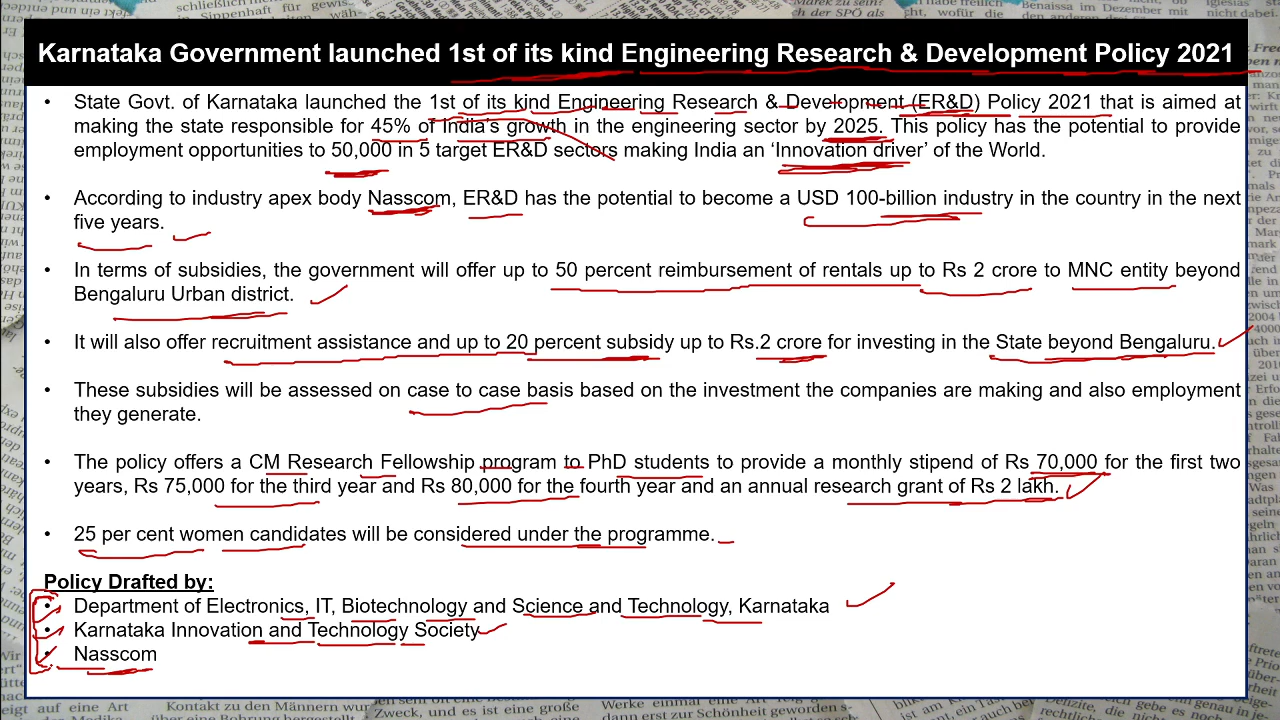 Karnataka Government launched 1st of its kind Engineering Research & Development Policy 2021
• State Govt. of Karnataka launched the 1st of its kind Engineering Research & Development (ER&D) Policy 2021 that is aimed at
making the state responsible for 45% of India's growth in the engineering sector by 2025. This policy has the potential to provide
employment opportunities to 50,000 in 5 target ER&D sectors making India an ‘Innovation driver’ of the World.
• According to industry apex body Nasscom, ER&D has the potential to become a USD 100-billion industry in the country in the next
five years.
• In terms of subsidies, the government will offer up to 50 percent reimbursement of rentals up to Rs 2 crore to MNC entity beyond
Bengaluru Urban district.
• It will also offer recruitment assistance and up to 20 percent subsidy up to Rs.2 crore for investing in the State beyond Bengaluru.
• These subsidies will be assessed on case to case basis based on the investment the companies are making and also employment
they generate.
• The policy offers a CM Research Fellowship program to PhD students to provide a monthly stipend of Rs 70,000 for the first two
years, Rs 75,000 for the third year and Rs 80,000 for the fourth year and an annual research grant of Rs 2 lakh.
• 25 per cent women candidates will be considered under the programme.
Policy Drafted by:
• Department of Electronics, IT, Biotechnology and Science and Technology, Karnataka
• Karnataka Innovation and Technology Society
• Nasscom